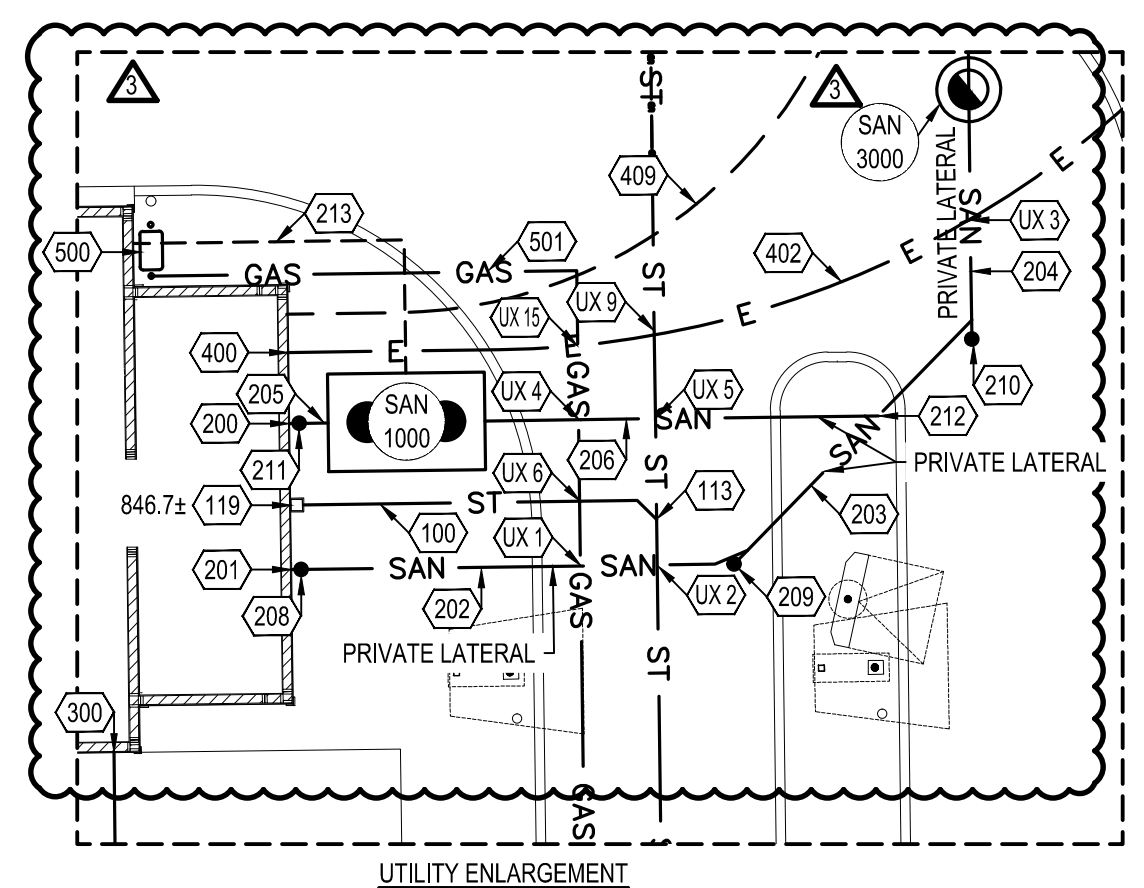 3
3
ST
SAN
3000
PRIVATE LATERAL
E
409
SAN
213
UX 3
500
501
402
E
GAS
GAS
ST
204
UX 9
UX 15
E
400
E
E
205
UX 4
GAS
UX 5
210
SAN
1000
200
SAN
212
SAN
211
206
UX 6
ST
PRIVATE LATERAL
846.7±
119
ST
113
100
UX 1
203
201
SAN
SAN
202
GAS
UX 2
209
208
PRIVATE LATERAL
ST
300
GAS
UTILITY ENLARGEMENT